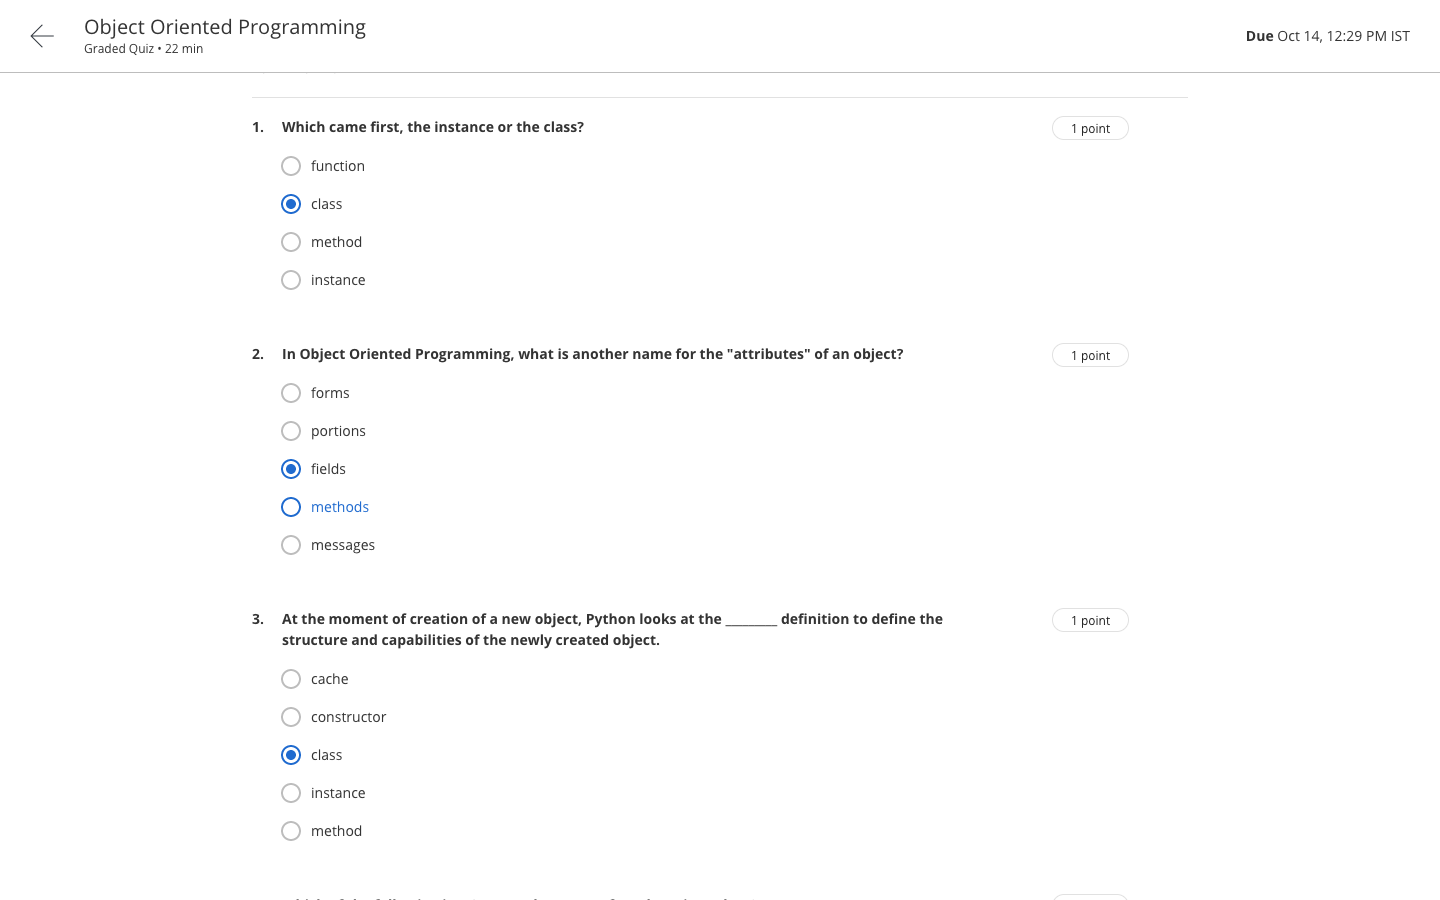 Object Oriented Programming
Graded Quiz • 22 min
Due Oct 14, 12:29 PM IST
1. Which came first, the instance or the class?
1 point
function
class
method
instance
2. In Object Oriented Programming, what is another name for the "attributes" of an object?
1 point
forms
portions
fields
methods
messages
3. At the moment of creation of a new object, Python looks at the ________ definition to define the
structure and capabilities of the newly created object.
1 point
cache
constructor
class
instance
method